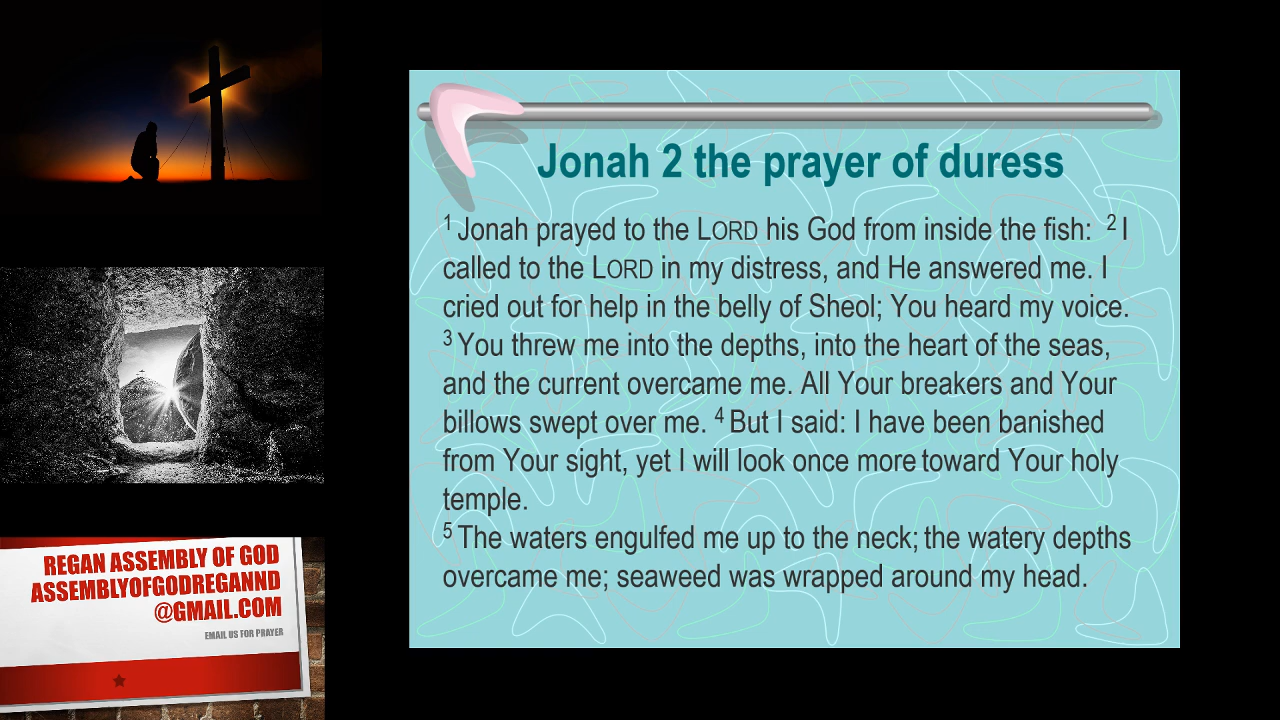 Jonah 2 the prayer of duress
1 Jonah prayed to the LORD his God from inside the fish: 2 I
called to the LORD in my distress, and He answered me. I
cried out for help in the belly of Sheol; You heard my voice.
3 You threw me into the depths, into the heart of the seas,
and the current overcame me. All Your breakers and Your
billows swept over me. 4 But I said: I have been banished
from Your sight, yet I will look once more toward Your holy
temple.
5 The waters engulfed me up to the neck; the watery depths
overcame me; seaweed was wrapped around my head.
REGAN ASSEMBLY OF GOD
ASSEMBLYOFGODREGANND
@GMAIL.COM
EMAIL US FOR PRAYER